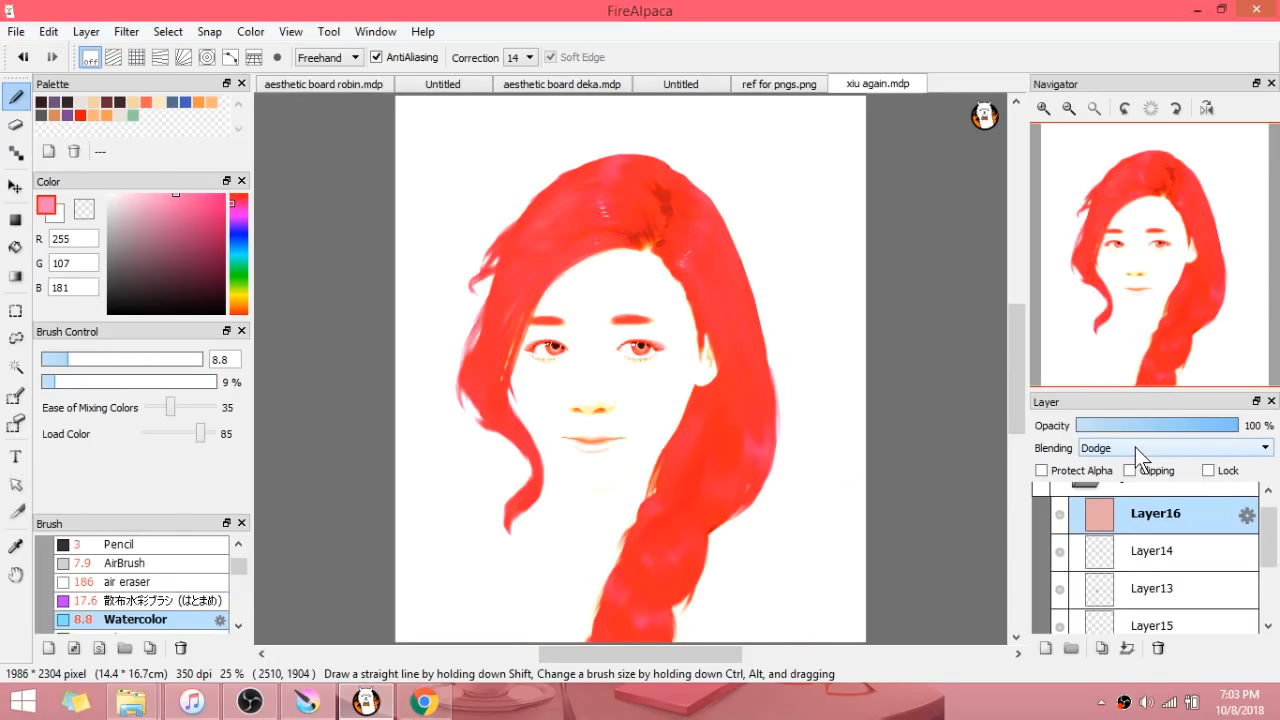 FireAlpaca
File Edit Layer Filter Select Snap Color View Tool Window Help
off Freehand AntiAliasing Correction 14 Soft Edge
Palette
aesthetic board robin.mdp Untitled aesthetic board deka.mdp Untitled ref for pngs.png xiu again.mdp
Navigator
---
Color
R 255
G 107
B 181
Brush Control
8.8
9 %
Ease of Mixing Colors 35
Load Color 85
Layer
Opacity 100 %
Blending Dodge
Protect Alpha Clipping Lock
Layer16
Layer14
Layer13
Layer15
Brush
3 Pencil
7.9 AirBrush
186 air eraser
17.6 散布水彩ブラシ (はとまめ)
8.8 Watercolor
1986 * 2304 pixel (14.4 * 16.7cm) 350 dpi 25 % ( 2510, 1904 ) Draw a straight line by holding down Shift, Change a brush size by holding down Ctrl, Alt, and dragging
7:03 PM
10/8/2018